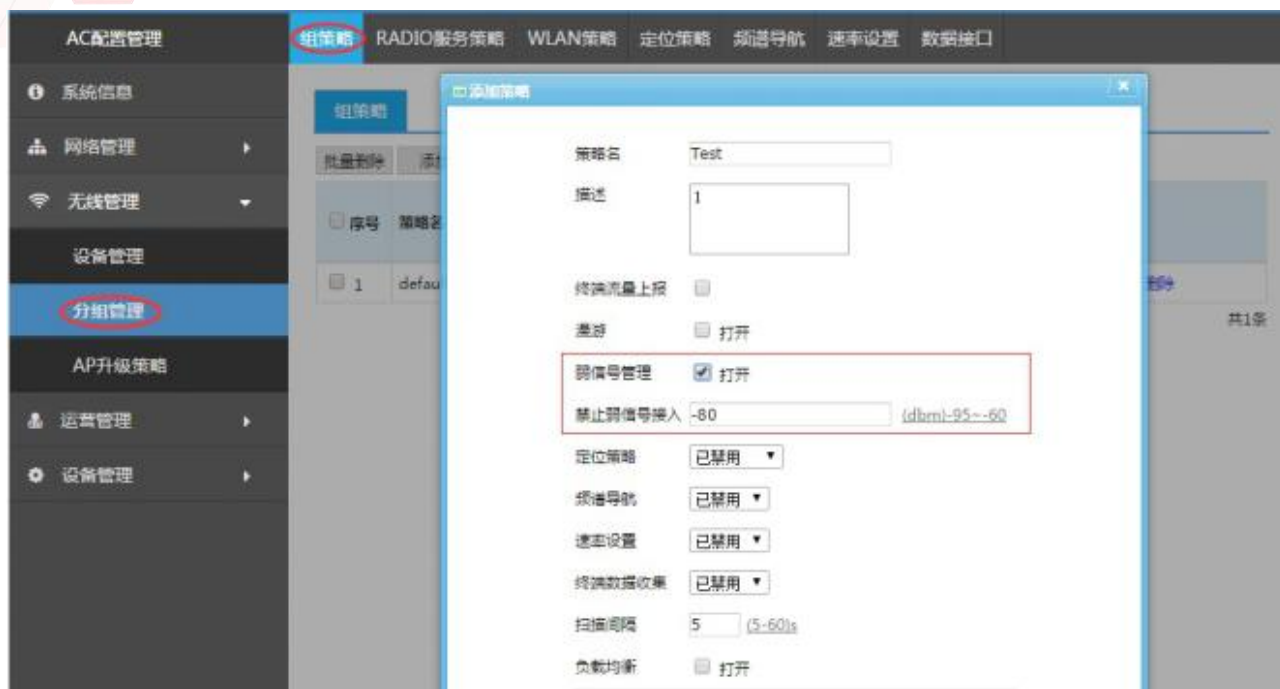 AC配置管理
组策略 RADIO服务策略 WLAN策略 定位策略 频谱导航 速率设置 数据接口
系统信息
网络管理
无线管理
设备管理
分组管理
AP升级策略
运营管理
设备管理
组策略
批量删除 添
序号 策略名
1 defau
删除
共1条
添加策略
策略名 Test
描述 1
终端流量上报
漫游 打开
弱信号管理 打开
禁止弱信号接入 -80 (dbm)-95~-60
定位策略 已禁用
频谱导航 已禁用
速率设置 已禁用
终端数据收集 已禁用
扫描间隔 5 (5-60)s
负载均衡 打开